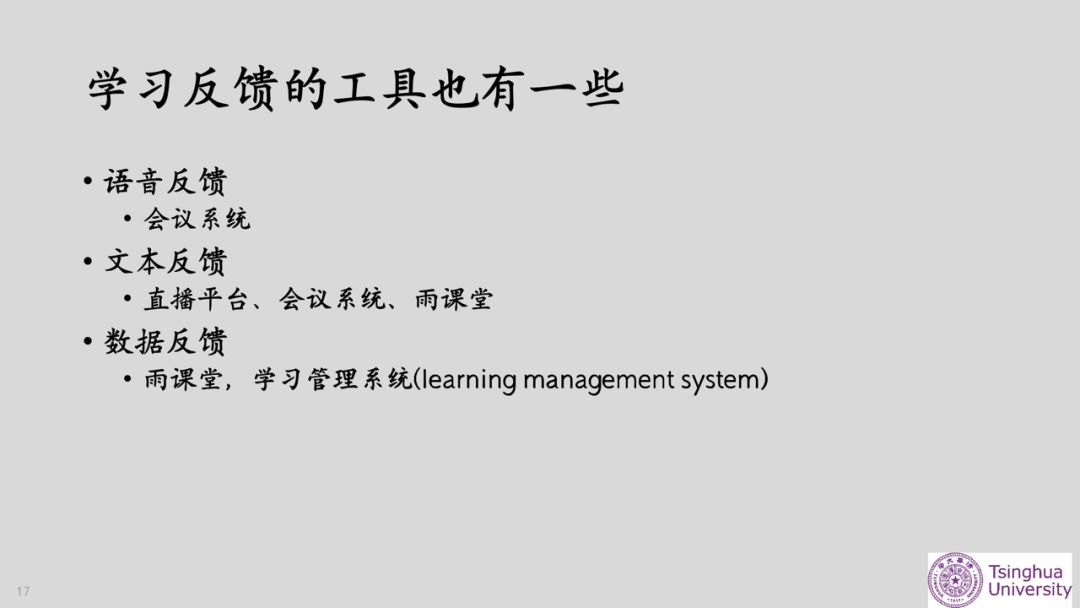 学习反馈的工具也有一些
• 语音反馈
• 会议系统
• 文本反馈
• 直播平台、会议系统、雨课堂
• 数据反馈
• 雨课堂，学习管理系统(learning management system)
17
Tsinghua
University